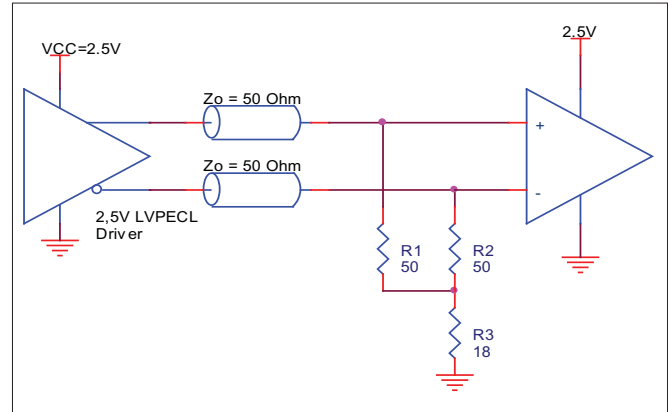 VCC=2.5V
2.5V
Zo = 50 Ohm
+
Zo = 50 Ohm
-
2,5V LVPECL
Driver
R1
50
R2
50
R3
18